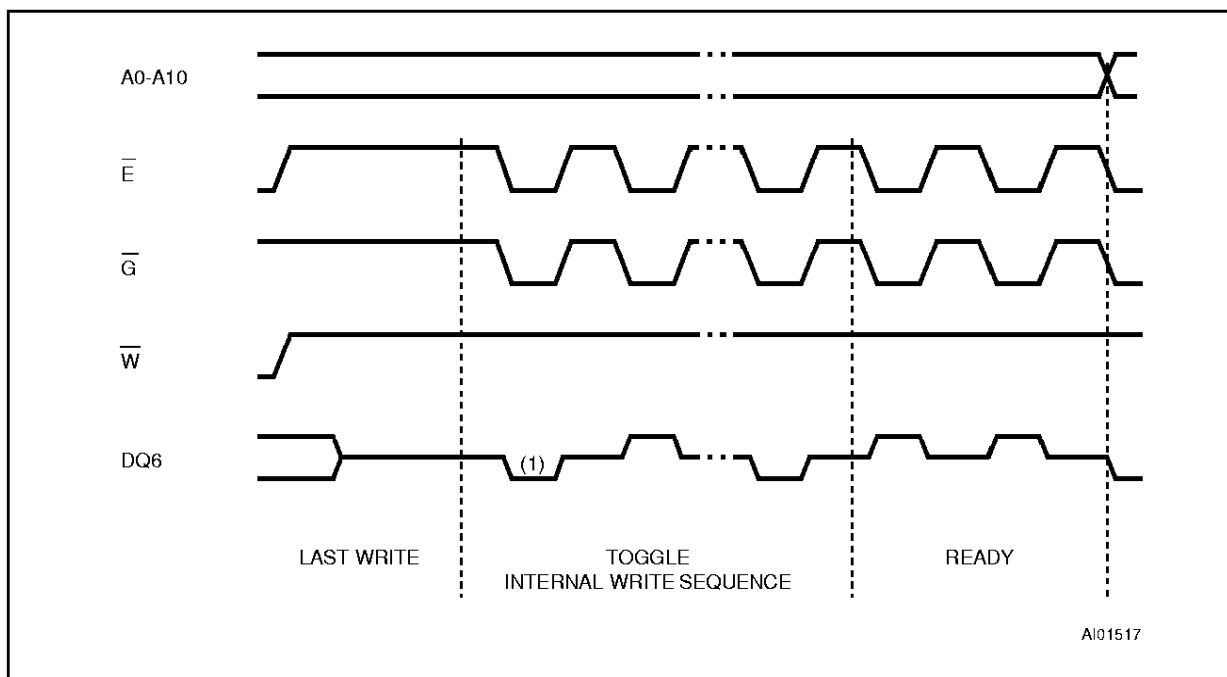 A0-A10
E̅
G̅
W̅
DQ6
(1)
LAST WRITE
TOGGLE
INTERNAL WRITE SEQUENCE
READY
AI01517